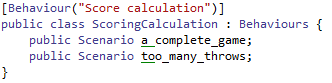 [Behaviour("Score calculation")]
public class ScoringCalculation : Behaviours {
    public Scenario a_complete_game;
    public Scenario too_many_throws;
}